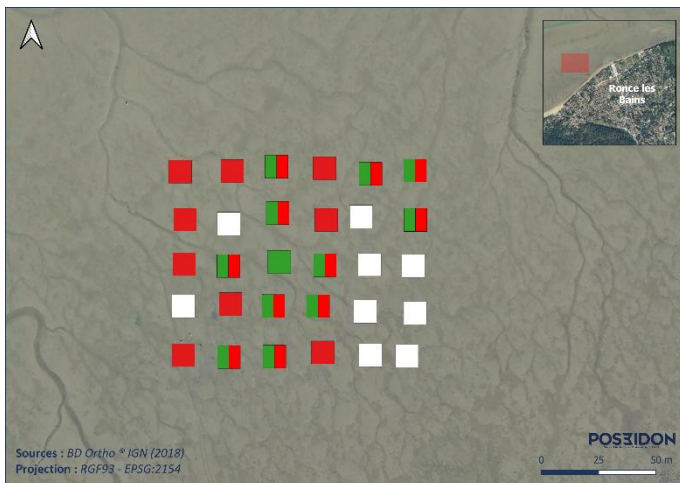 Ronce les
Bains
Sources : BD Ortho ® IGN (2018)
Projection : RGF93 - EPSG:2154
POSEIDON
0 25 50 m